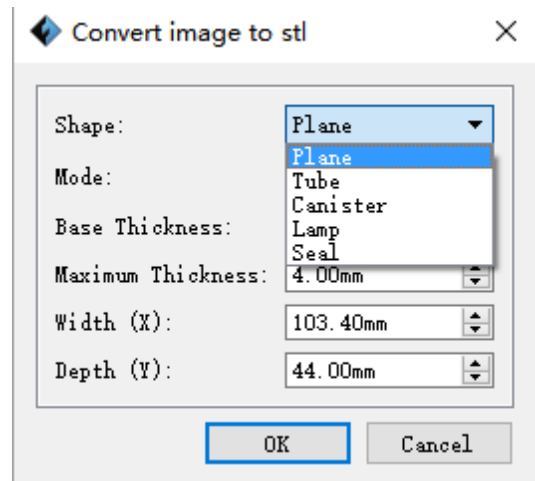 Convert image to stl
Shape: Plane
Plane
Mode:
Tube
Canister
Base Thickness:
Lamp
Seal
Maximum Thickness: 4.00mm
Width (X): 103.40mm
Depth (Y): 44.00mm
OK Cancel